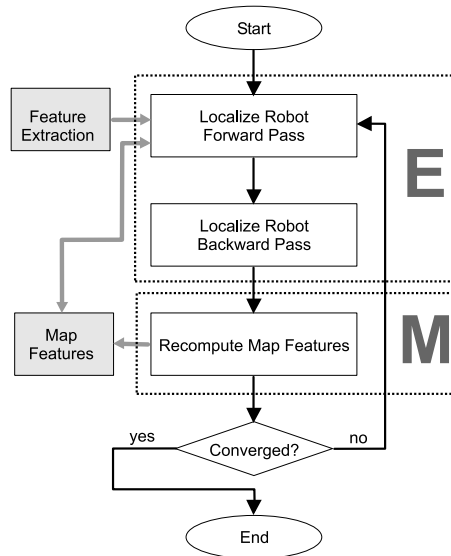 Start
Feature
Extraction
Localize Robot
Forward Pass
E
Localize Robot
Backward Pass
Map
Features
Recompute Map Features
M
yes
Converged?
no
End